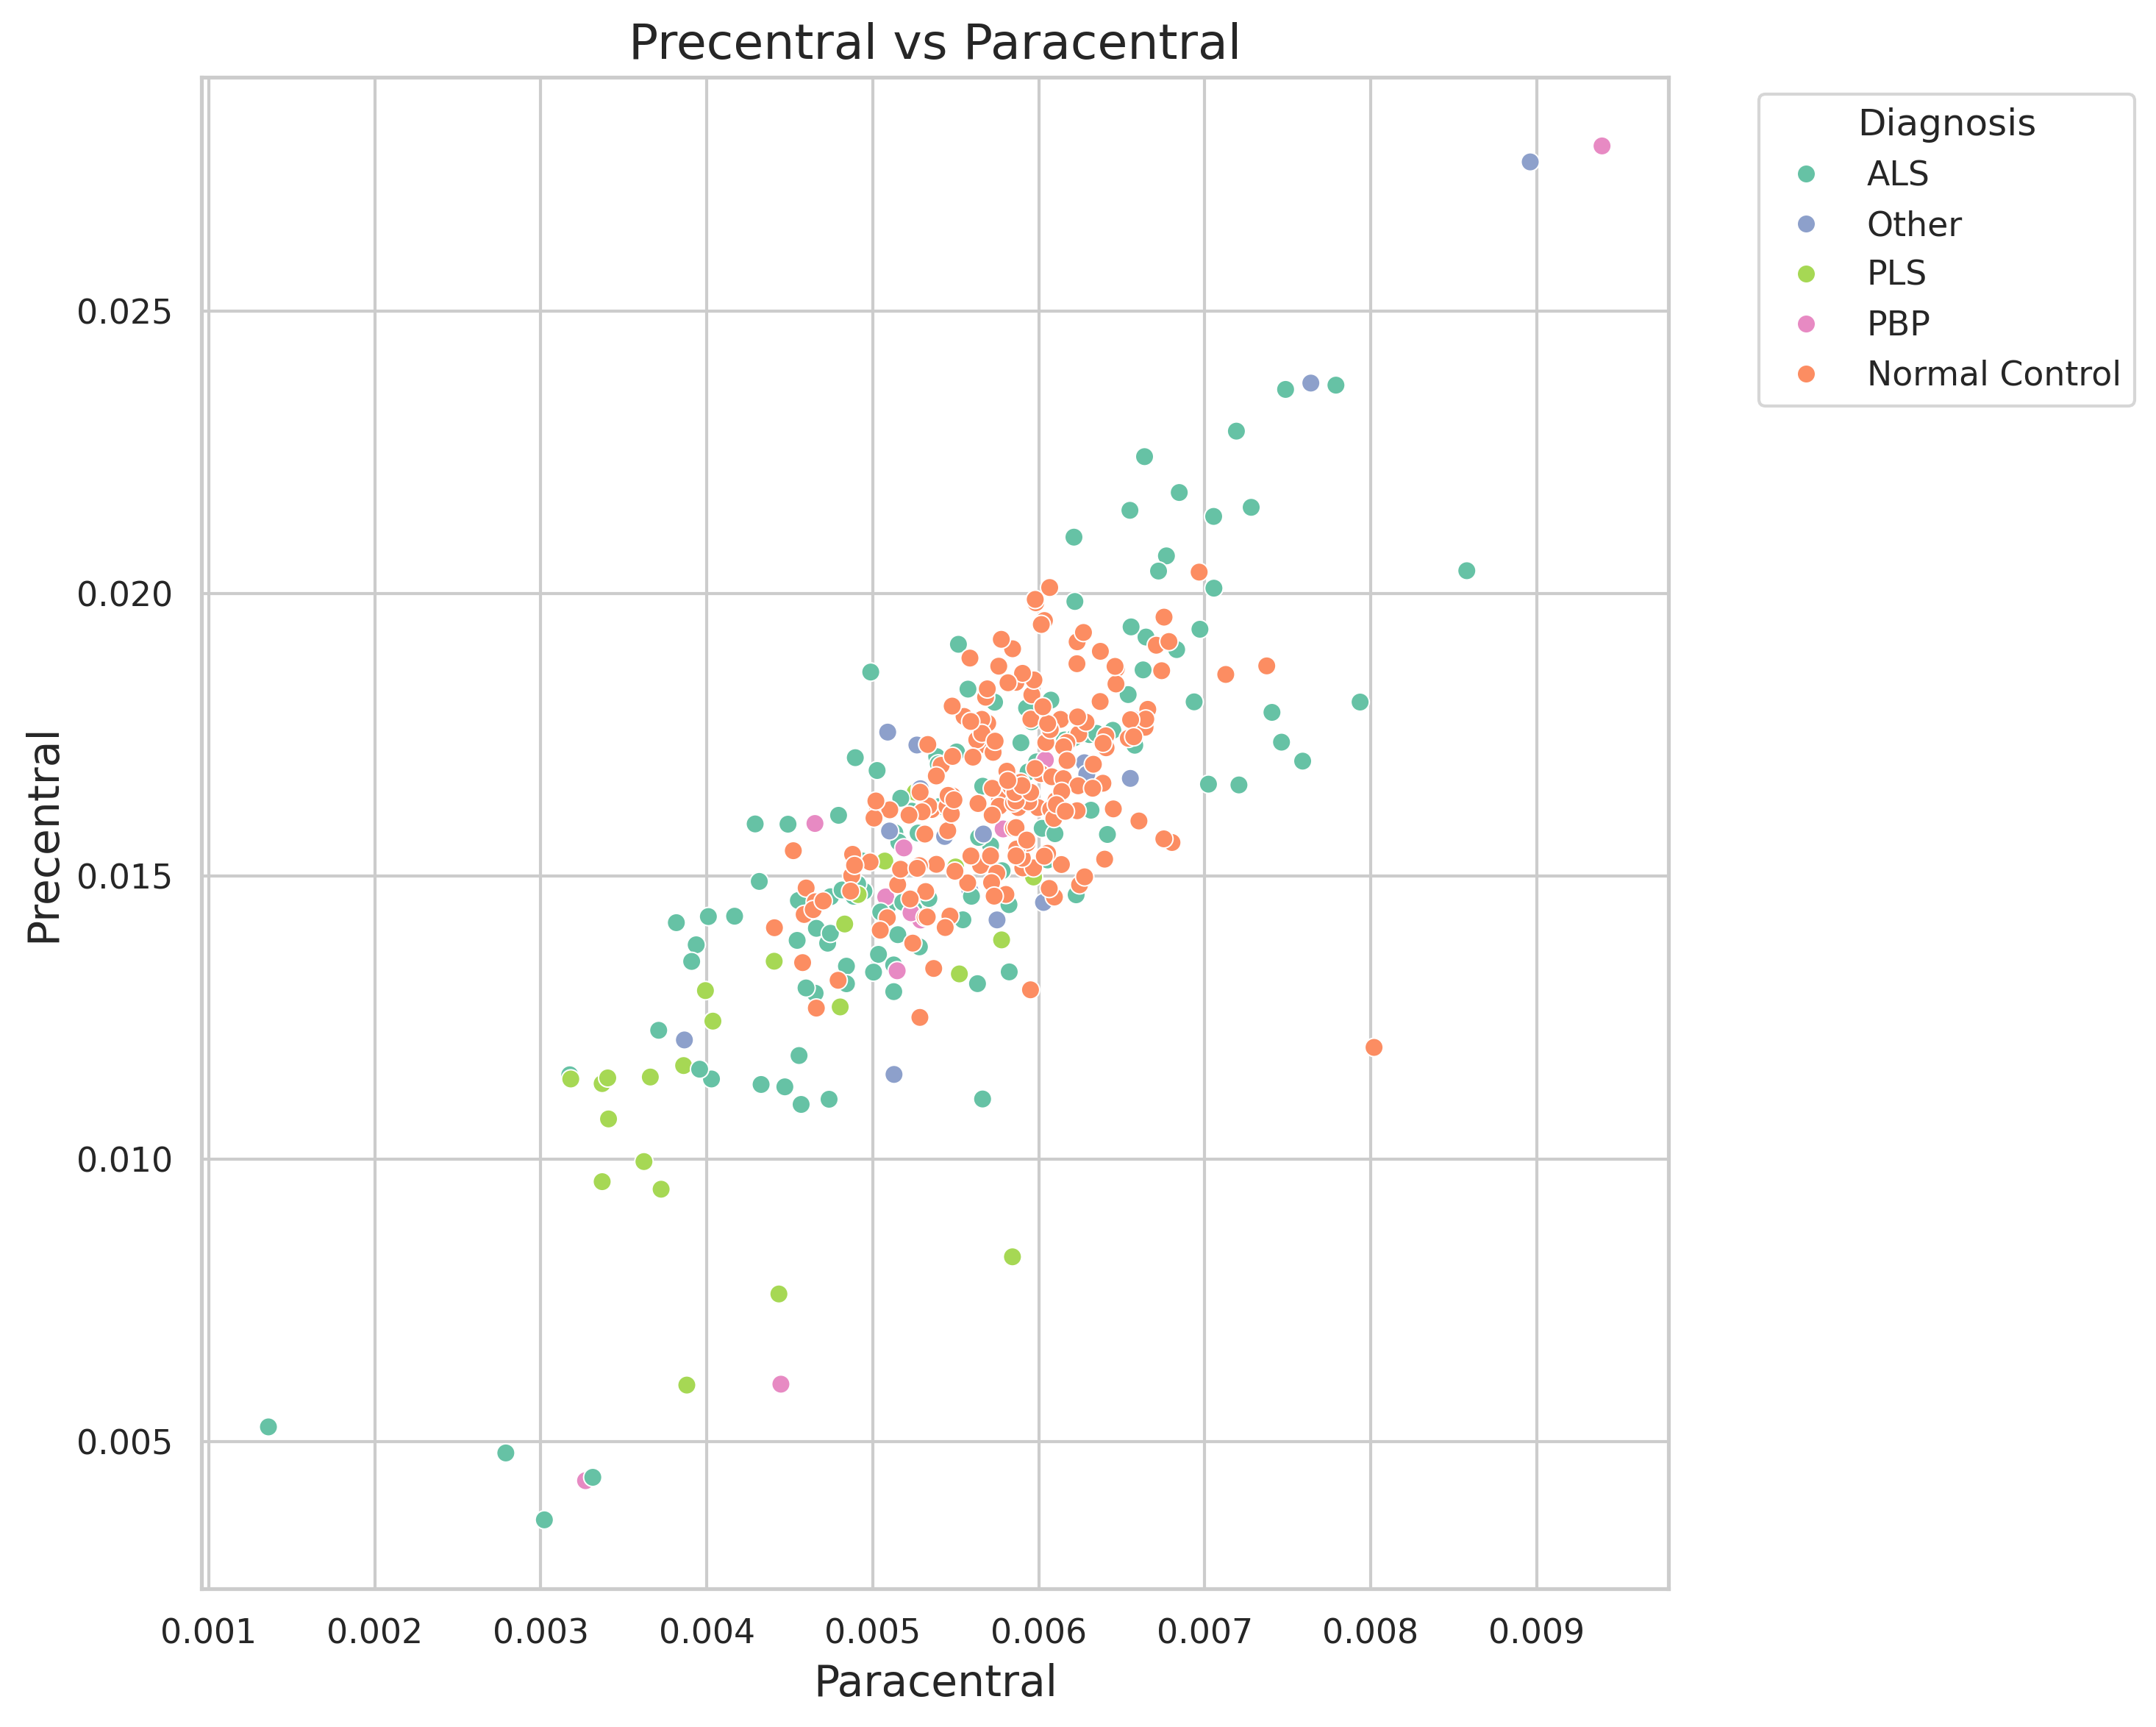 Precentral vs Paracentral
Diagnosis
ALS
Other
PLS
PBP
Normal Control
Precentral
0.025
0.020
0.015
0.010
0.005
0.001 0.002 0.003 0.004 0.005 0.006 0.007 0.008 0.009
Paracentral